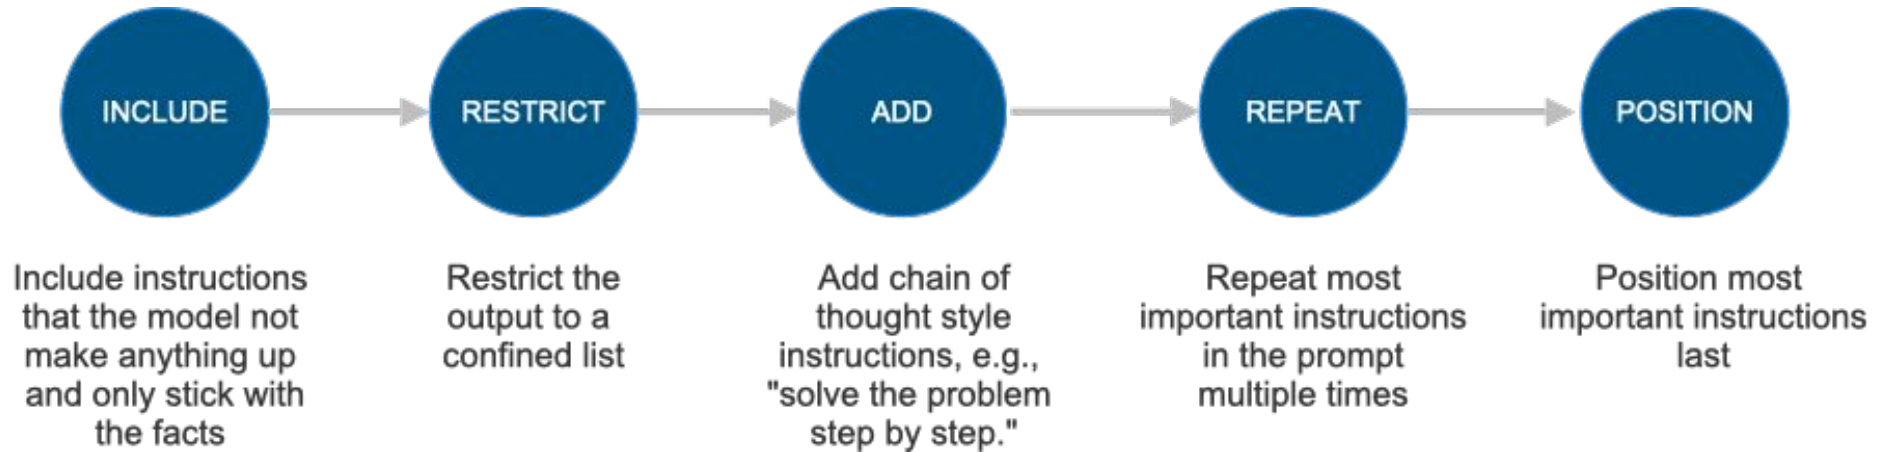 INCLUDE
RESTRICT
ADD
REPEAT
POSITION
Include instructions
that the model not
make anything up
and only stick with
the facts
Restrict the
output to a
confined list
Add chain of
thought style
instructions, e.g.,
"solve the problem
step by step."
Repeat most
important instructions
in the prompt
multiple times
Position most
important instructions
last